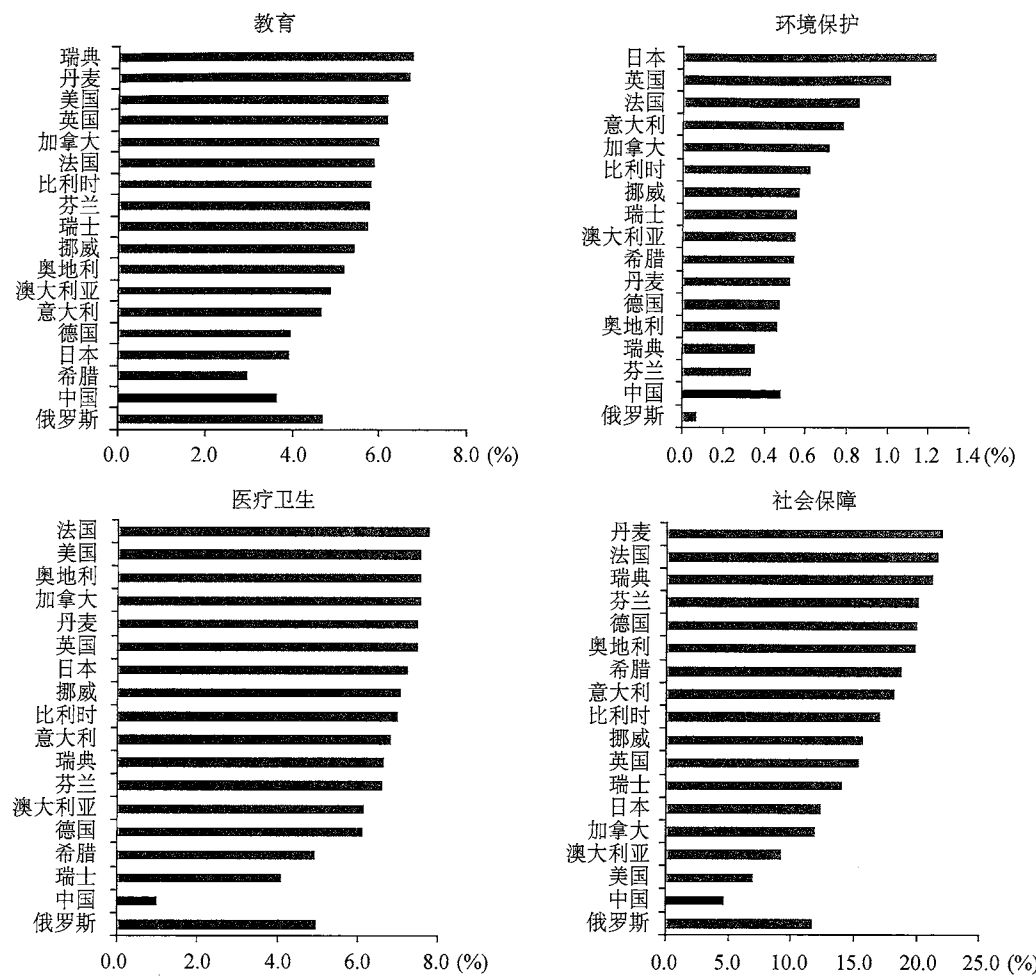 教育
瑞典
丹麦
美国
英国
加拿大
法国
比利时
芬兰
瑞士
挪威
奥地利
澳大利亚
意大利
德国
日本
希腊
中国
俄罗斯
0.0 2.0 4.0 6.0 8.0 (%)
环境保护
日本
英国
法国
意大利
加拿大
比利时
挪威
瑞士
澳大利亚
希腊
丹麦
德国
奥地利
瑞典
芬兰
中国
俄罗斯
0.0 0.2 0.4 0.6 0.8 1.0 1.2 1.4 (%)
医疗卫生
法国
美国
奥地利
加拿大
丹麦
英国
日本
挪威
比利时
意大利
瑞典
芬兰
澳大利亚
德国
希腊
瑞士
中国
俄罗斯
0.0 2.0 4.0 6.0 8.0 (%)
社会保障
丹麦
法国
瑞典
芬兰
德国
奥地利
希腊
意大利
比利时
挪威
英国
瑞士
日本
加拿大
澳大利亚
美国
中国
俄罗斯
0.0 5.0 10.0 15.0 20.0 25.0 (%)